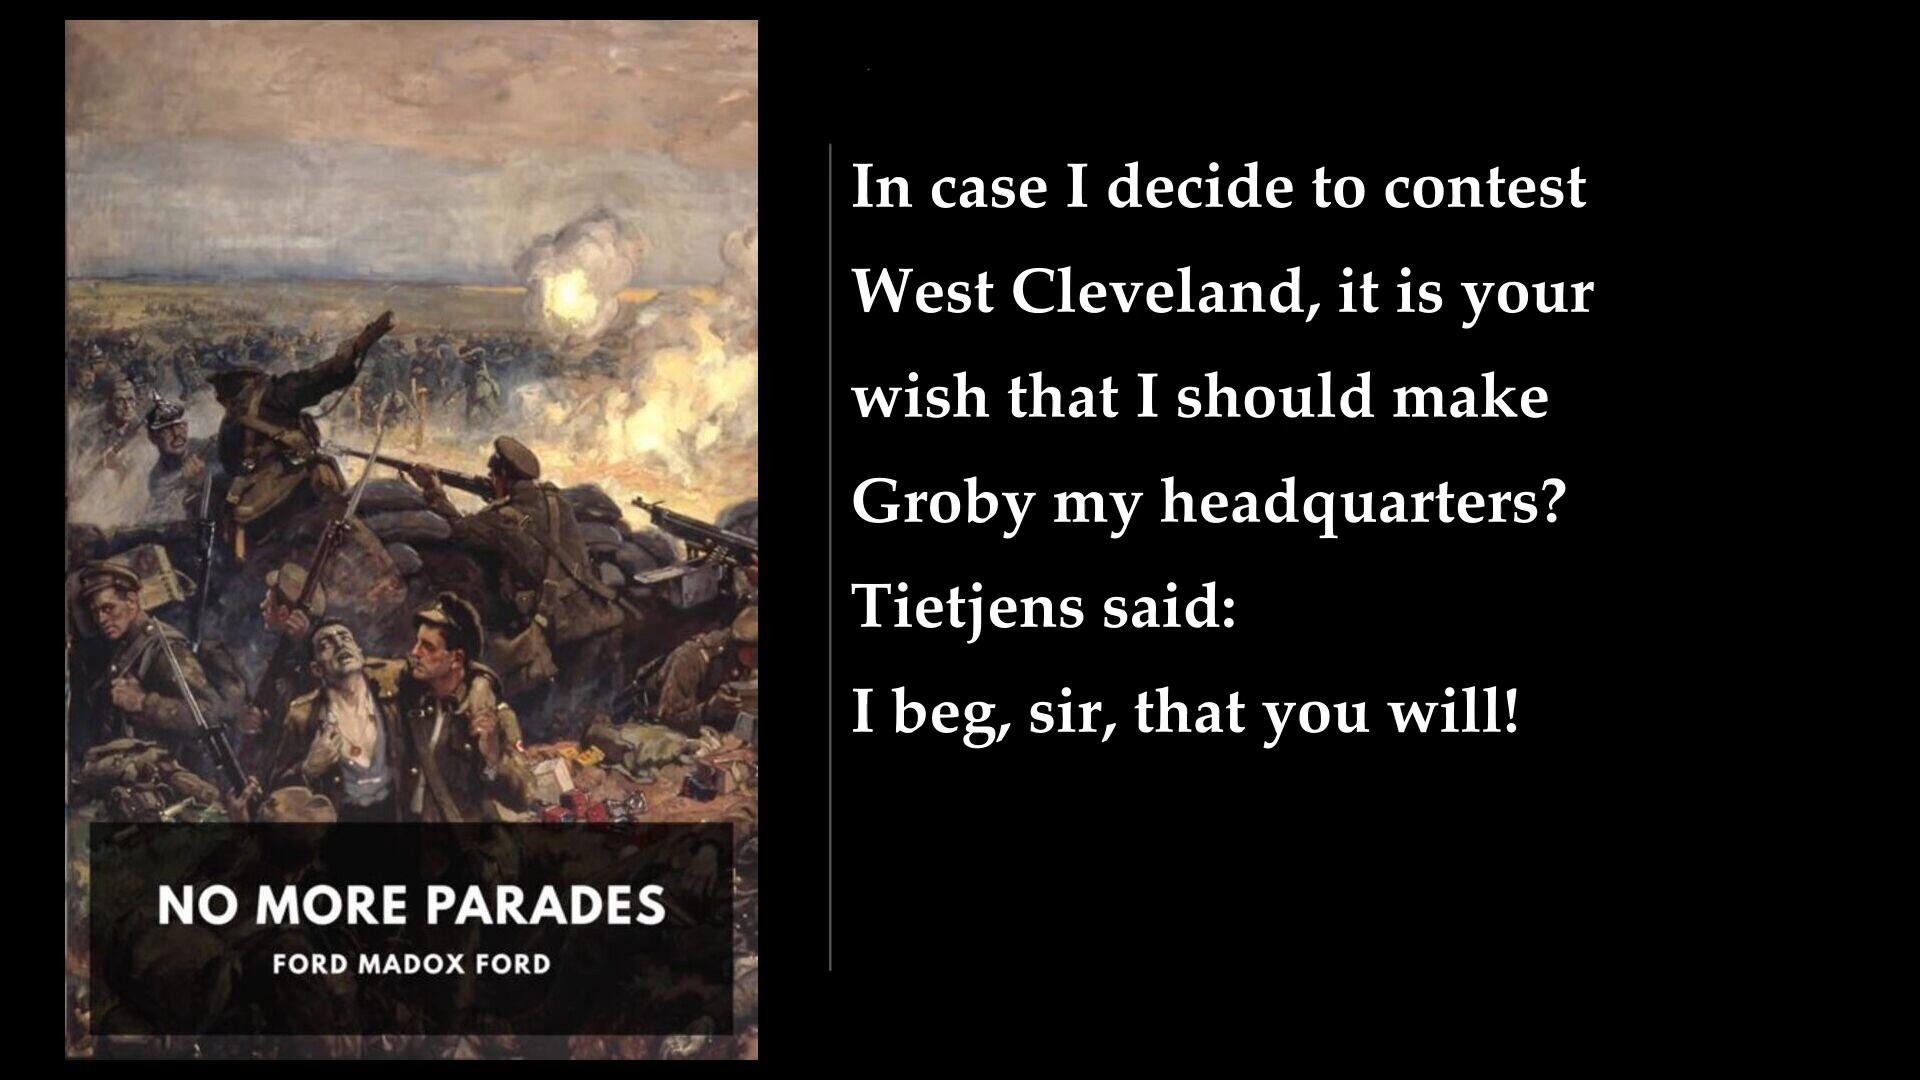 In case I decide to contest
West Cleveland, it is your
wish that I should make
Groby my headquarters?
Tietjens said:
I beg, sir, that you will!
NO MORE PARADES
FORD MADOX FORD